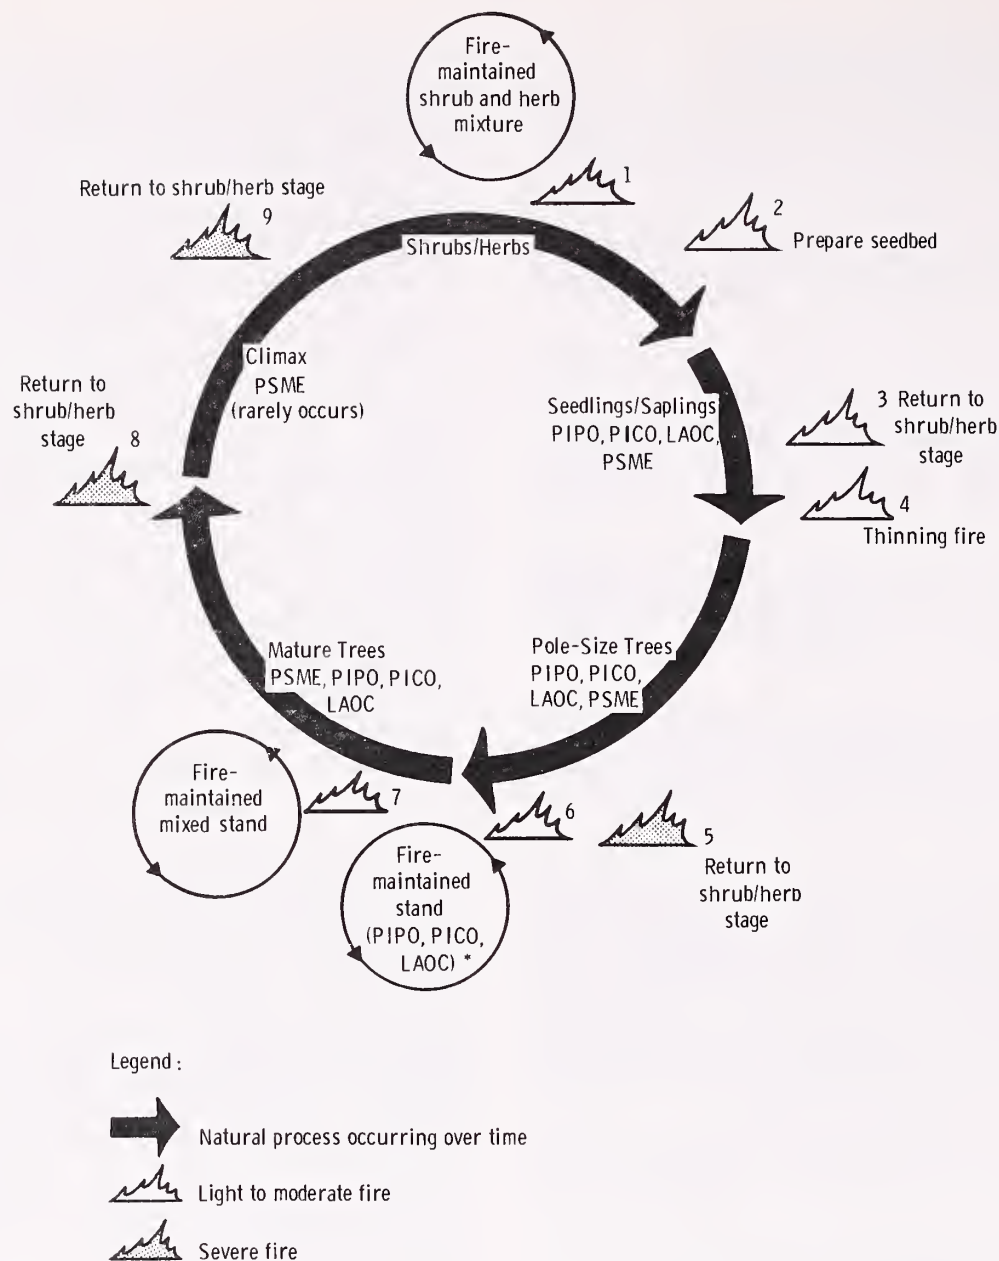 Fire-
maintained
shrub and herb
mixture
1
2
Prepare seedbed
Return to shrub/herb stage
9
Shrubs/Herbs
Climax
PSME
(rarely occurs)
Return to
shrub/herb
stage
8
Seedlings/Saplings
PIPO, PICO, LAOC,
PSME
3 Return to
shrub/herb
stage
4
Thinning fire
Pole-Size Trees
PIPO, PICO,
LAOC, PSME
Mature Trees
PSME, PIPO, PICO,
LAOC
Fire-
maintained
mixed stand
7
6
5
Return to
shrub/herb
stage
Fire-
maintained
stand
(PIPO, PICO,
LAOC) *
Legend :
Natural process occurring over time
Light to moderate fire
Severe fire